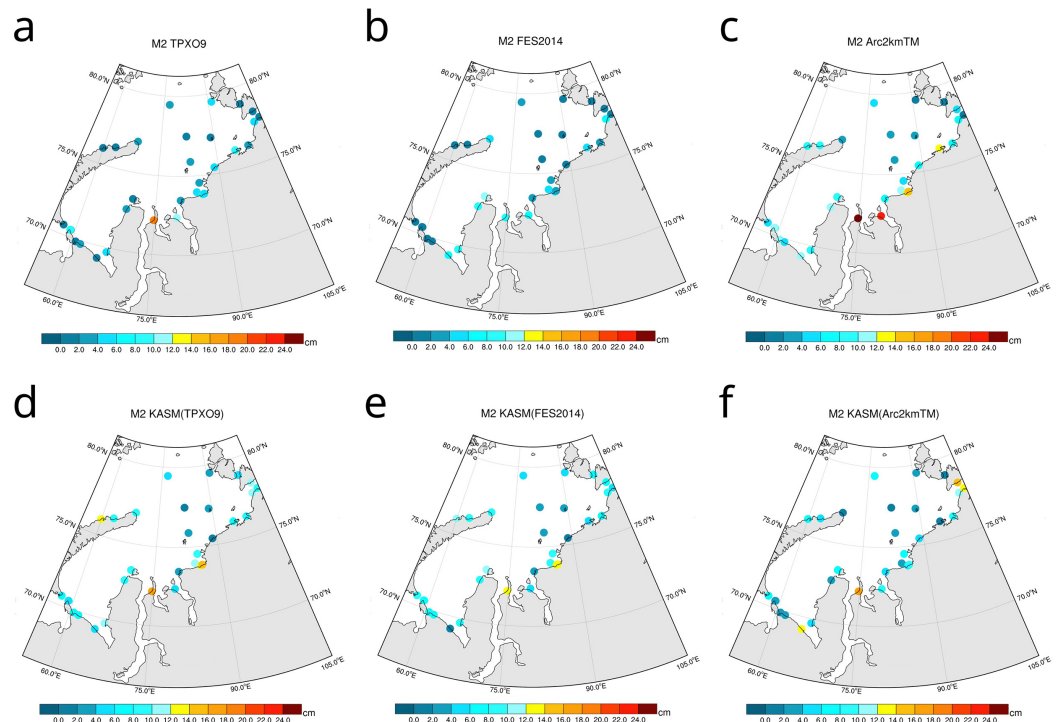 a
M2 TPXO9
80.0°N
80.0°N
75.0°N
75.0°N
70.0°N
70.0°N
60.0°E
75.0°E
90.0°E
105.0°E
0.0 2.0 4.0 6.0 8.0 10.0 12.0 14.0 16.0 18.0 20.0 22.0 24.0 cm
b
M2 FES2014
80.0°N
80.0°N
75.0°N
75.0°N
70.0°N
70.0°N
60.0°E
75.0°E
90.0°E
105.0°E
0.0 2.0 4.0 6.0 8.0 10.0 12.0 14.0 16.0 18.0 20.0 22.0 24.0 cm
c
M2 Arc2kmTM
80.0°N
80.0°N
75.0°N
75.0°N
70.0°N
70.0°N
60.0°E
75.0°E
90.0°E
105.0°E
0.0 2.0 4.0 6.0 8.0 10.0 12.0 14.0 16.0 18.0 20.0 22.0 24.0 cm
d
M2 KASM(TPXO9)
80.0°N
80.0°N
75.0°N
75.0°N
70.0°N
70.0°N
60.0°E
75.0°E
90.0°E
105.0°E
0.0 2.0 4.0 6.0 8.0 10.0 12.0 14.0 16.0 18.0 20.0 22.0 24.0 cm
e
M2 KASM(FES2014)
80.0°N
80.0°N
75.0°N
75.0°N
70.0°N
70.0°N
60.0°E
75.0°E
90.0°E
105.0°E
0.0 2.0 4.0 6.0 8.0 10.0 12.0 14.0 16.0 18.0 20.0 22.0 24.0 cm
f
M2 KASM(Arc2kmTM)
80.0°N
80.0°N
75.0°N
75.0°N
70.0°N
70.0°N
60.0°E
75.0°E
90.0°E
105.0°E
0.0 2.0 4.0 6.0 8.0 10.0 12.0 14.0 16.0 18.0 20.0 22.0 24.0 cm